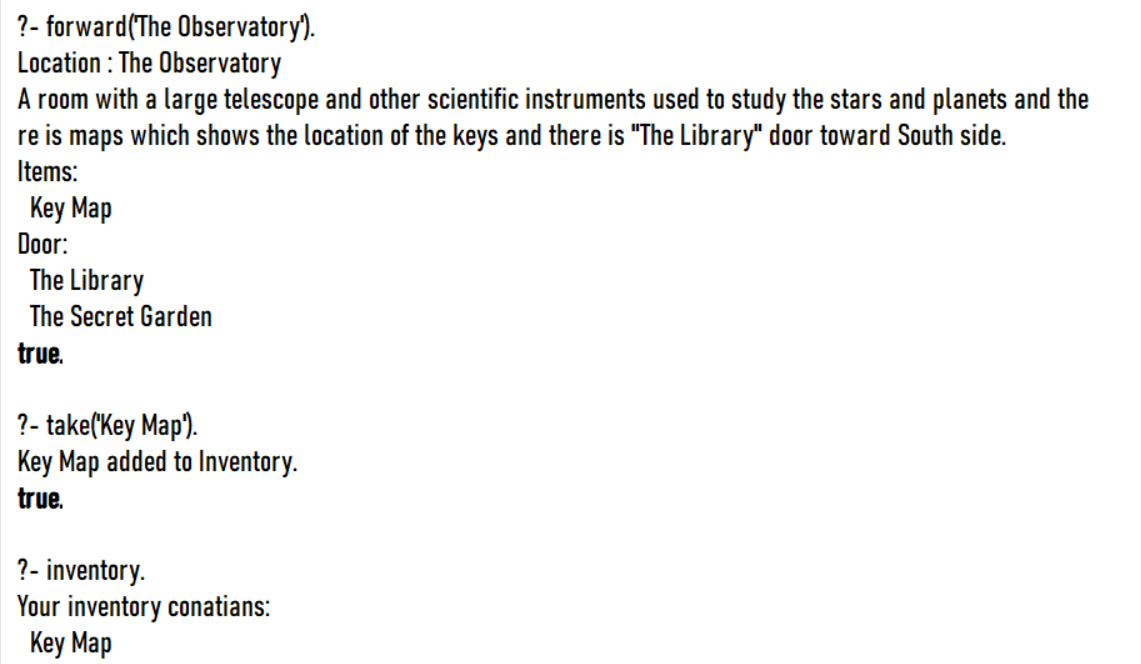 ?- forward('The Observatory').
Location : The Observatory
A room with a large telescope and other scientific instruments used to study the stars and planets and the
re is maps which shows the location of the keys and there is "The Library" door toward South side.
Items:
  Key Map
Door:
  The Library
  The Secret Garden
true.

?- take('Key Map').
Key Map added to Inventory.
true.

?- inventory.
Your inventory conatians:
  Key Map